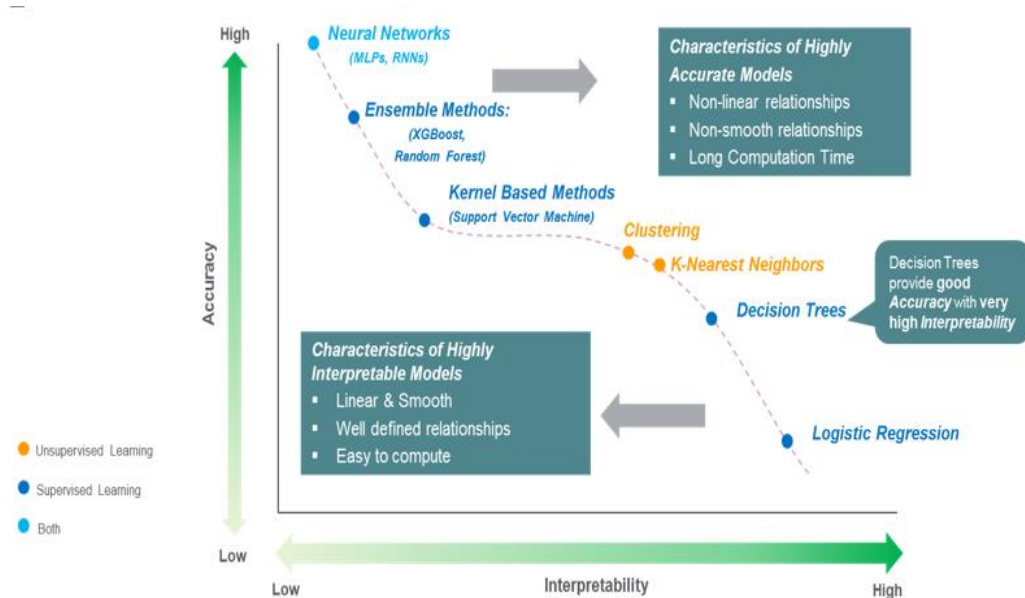 High
Accuracy
Low
Neural Networks
(MLPs, RNNs)
Ensemble Methods:
(XGBoost,
Random Forest)
Kernel Based Methods
(Support Vector Machine)
Clustering
K-Nearest Neighbors
Decision Trees
Logistic Regression
Characteristics of Highly
Accurate Models
▪ Non-linear relationships
▪ Non-smooth relationships
▪ Long Computation Time
Decision Trees
provide good
Accuracy with very
high Interpretability
Characteristics of Highly
Interpretable Models
▪ Linear & Smooth
▪ Well defined relationships
▪ Easy to compute
Unsupervised Learning
Supervised Learning
Both
Low
Interpretability
High